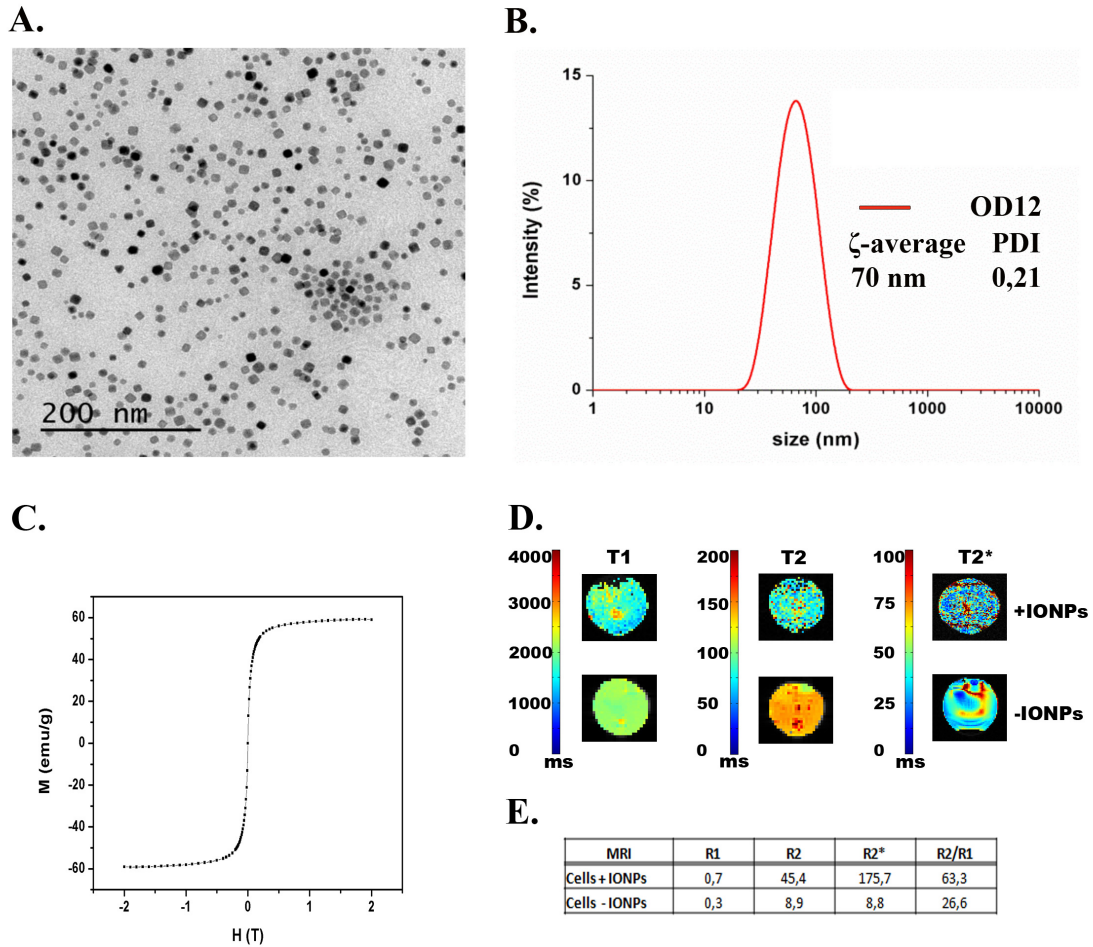 A.
200 nm
B.
15
10
5
0
Intensity (%)
1
10
100
1000
10000
size (nm)
OD12
ζ-average PDI
70 nm 0,21
C.
60
40
20
0
-20
-40
-60
M (emu/g)
-2
-1
0
1
2
H (T)
D.
T1
4000
3000
2000
1000
0
ms
T2
200
150
100
50
0
ms
T2*
100
75
50
25
0
ms
+IONPs
-IONPs
E.
MRI R1 R2 R2* R2/R1
Cells + IONPs 0,7 45,4 175,7 63,3
Cells - IONPs 0,3 8,9 8,8 26,6